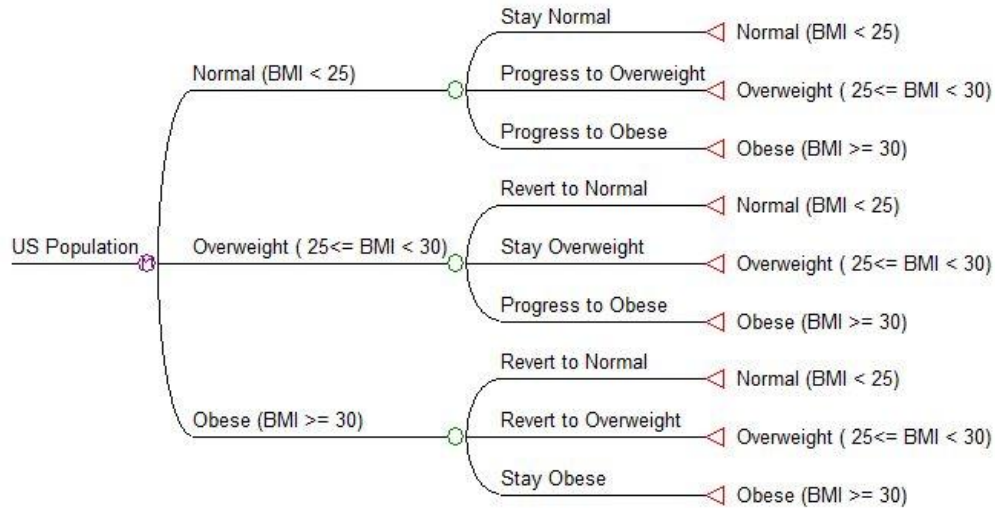 Stay Normal
Normal (BMI < 25)
Normal (BMI < 25)
Progress to Overweight
Overweight ( 25<= BMI < 30)
Progress to Obese
Obese (BMI >= 30)
Revert to Normal
Normal (BMI < 25)
US Population
M
Overweight ( 25<= BMI < 30)
Stay Overweight
Overweight ( 25<= BMI < 30)
Progress to Obese
Obese (BMI >= 30)
Revert to Normal
Normal (BMI < 25)
Obese (BMI >= 30)
Revert to Overweight
Overweight ( 25<= BMI < 30)
Stay Obese
Obese (BMI >= 30)